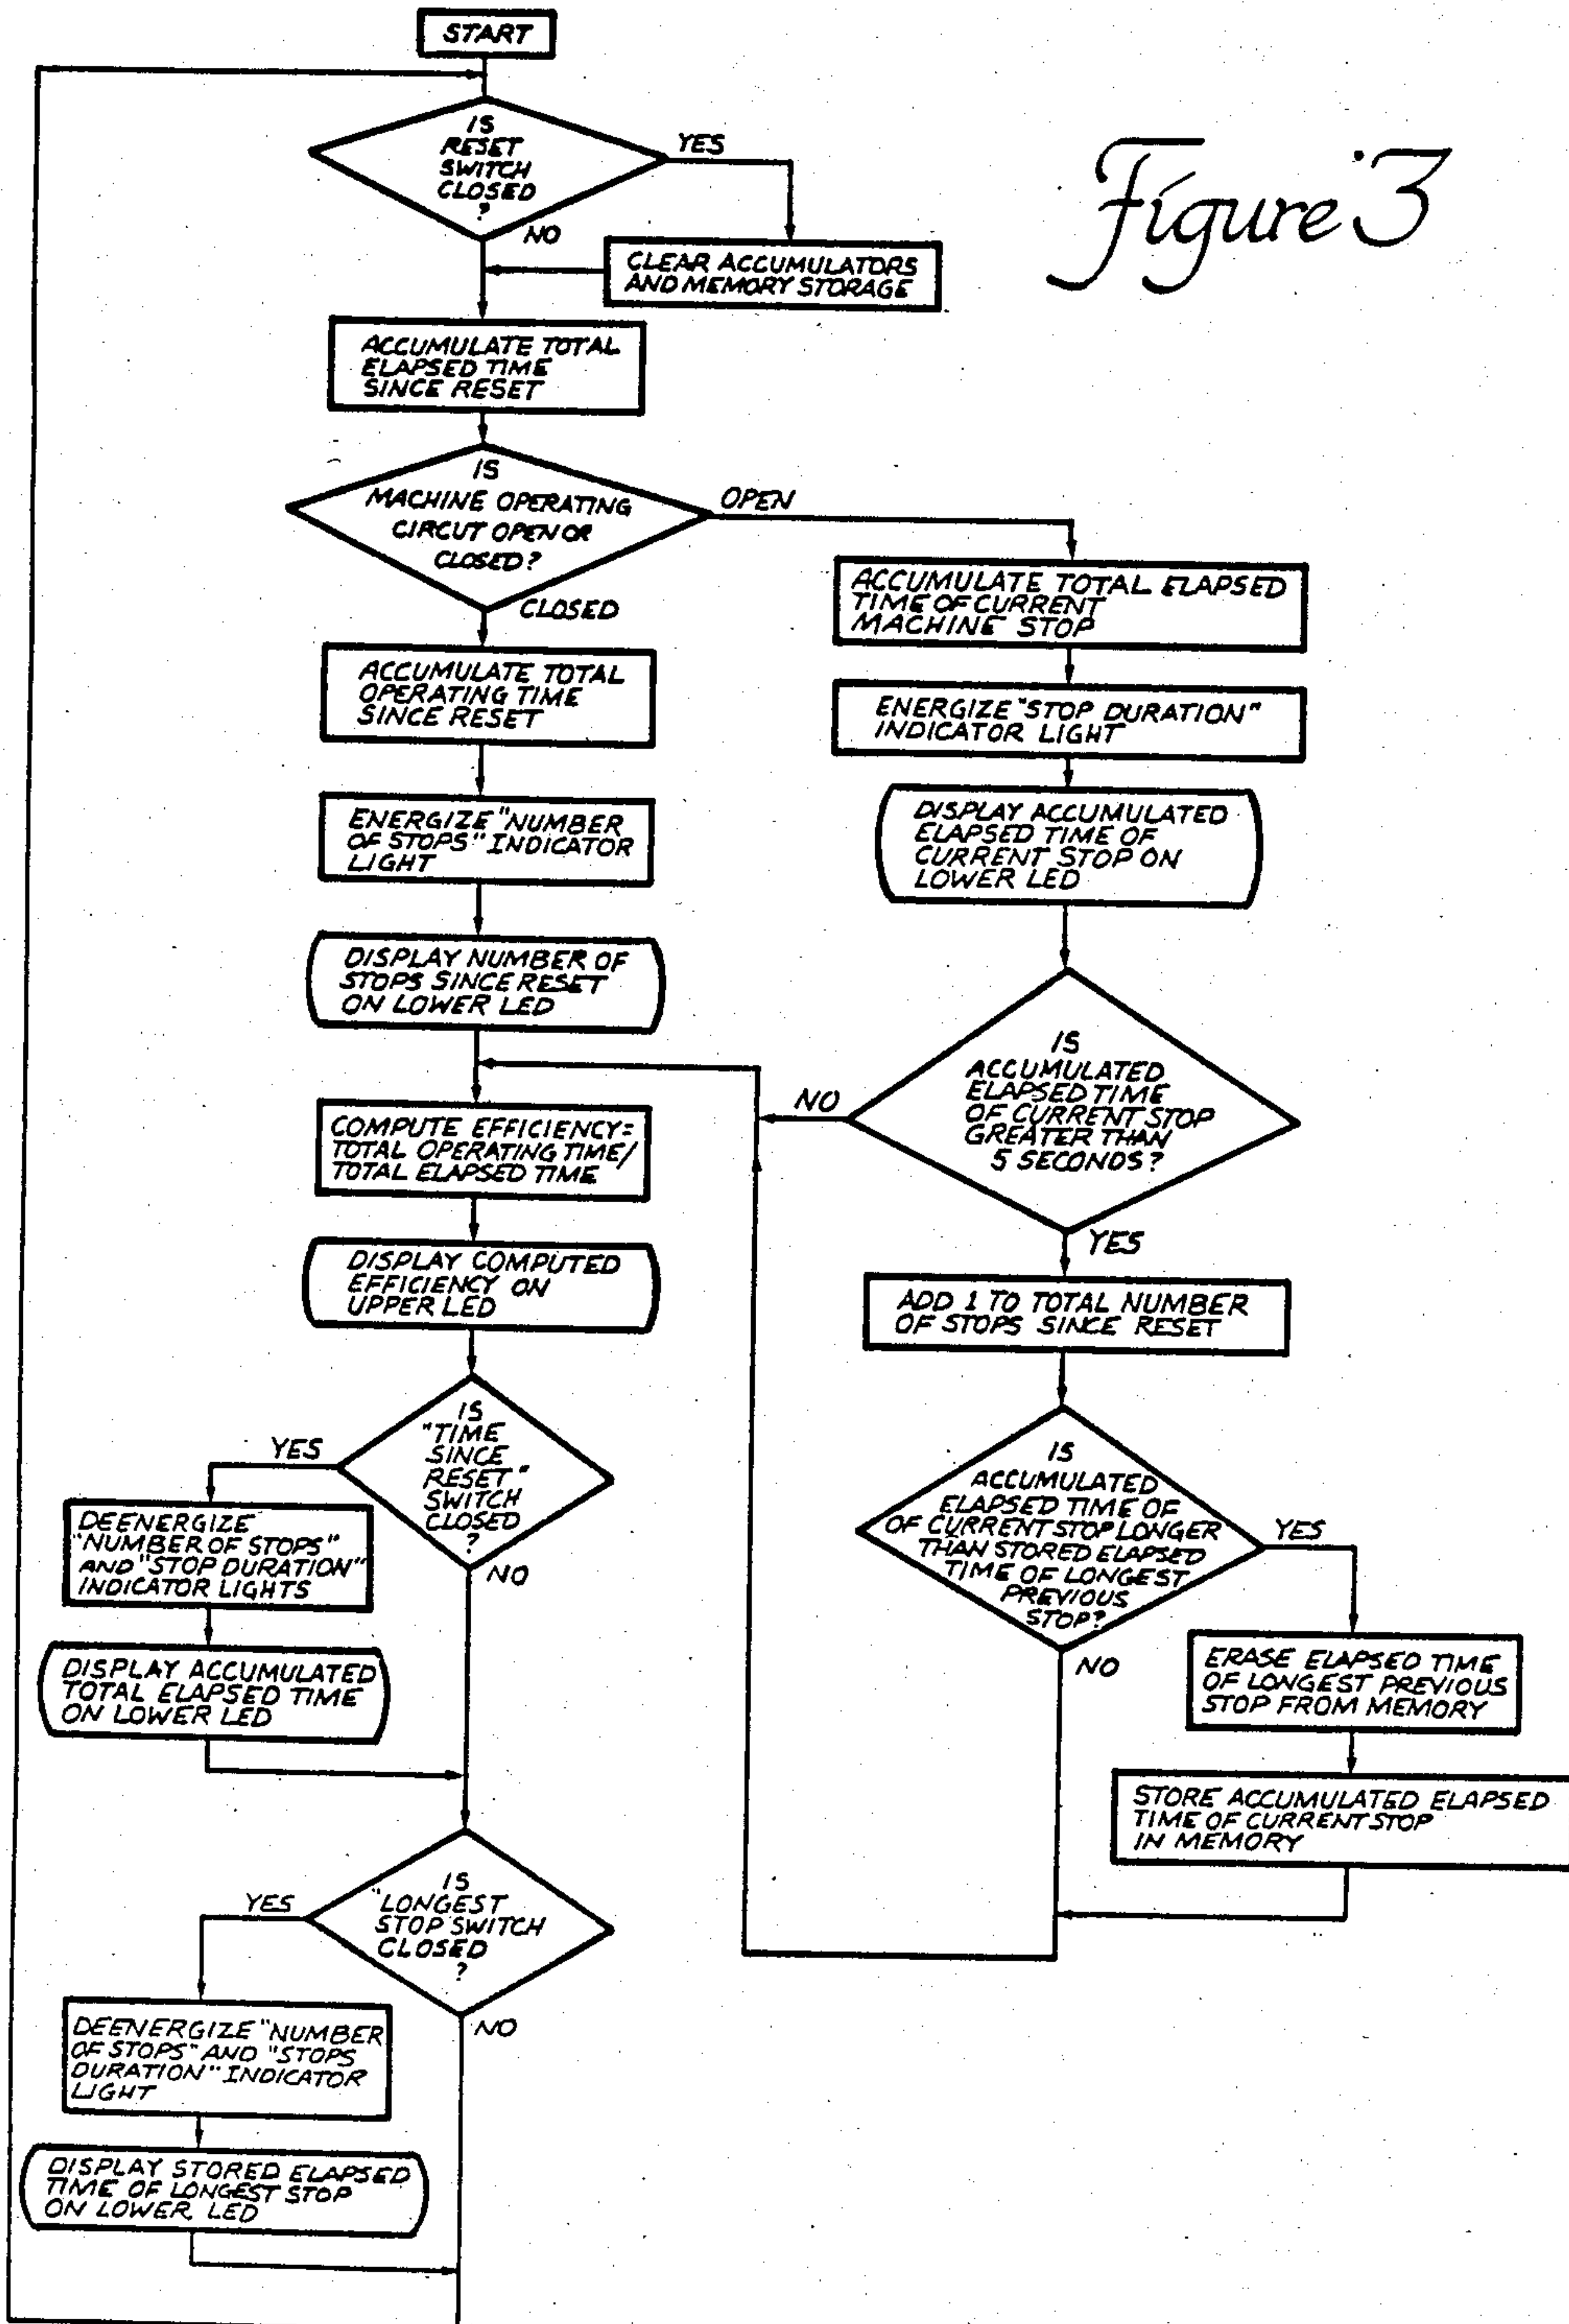 START
IS
RESET
SWITCH
CLOSED
?
YES
NO
CLEAR ACCUMULATORS
AND MEMORY STORAGE
Figure 3
ACCUMULATE TOTAL
ELAPSED TIME
SINCE RESET
IS
MACHINE OPERATING
CIRCUT OPEN OR
CLOSED?
OPEN
CLOSED
ACCUMULATE TOTAL
OPERATING TIME
SINCE RESET
ENERGIZE "NUMBER
OF STOPS" INDICATOR
LIGHT
DISPLAY NUMBER OF
STOPS SINCE RESET
ON LOWER LED
COMPUTE EFFICIENCY=
TOTAL OPERATING TIME/
TOTAL ELAPSED TIME
DISPLAY COMPUTED
EFFICIENCY ON
UPPER LED
IS
"TIME
SINCE
RESET"
SWITCH
CLOSED
?
YES
NO
DEENERGIZE
"NUMBER OF STOPS"
AND "STOP DURATION"
INDICATOR LIGHTS
DISPLAY ACCUMULATED
TOTAL ELAPSED TIME
ON LOWER LED
IS
"LONGEST
STOP SWITCH
CLOSED
?
YES
NO
DEENERGIZE "NUMBER
OF STOPS" AND "STOPS
DURATION" INDICATOR
LIGHT
DISPLAY STORED ELAPSED
TIME OF LONGEST STOP
ON LOWER LED
ACCUMULATE TOTAL ELAPSED
TIME OF CURRENT
MACHINE STOP
ENERGIZE "STOP DURATION"
INDICATOR LIGHT
DISPLAY ACCUMULATED
ELAPSED TIME OF
CURRENT STOP ON
LOWER LED
IS
ACCUMULATED
ELAPSED TIME
OF CURRENT STOP
GREATER THAN
5 SECONDS?
NO
YES
ADD 1 TO TOTAL NUMBER
OF STOPS SINCE RESET
IS
ACCUMULATED
ELAPSED TIME OF
OF CURRENT STOP LONGER
THAN STORED ELAPSED
TIME OF LONGEST
PREVIOUS
STOP?
YES
NO
ERASE ELAPSED TIME
OF LONGEST PREVIOUS
STOP FROM MEMORY
STORE ACCUMULATED ELAPSED
TIME OF CURRENT STOP
IN MEMORY